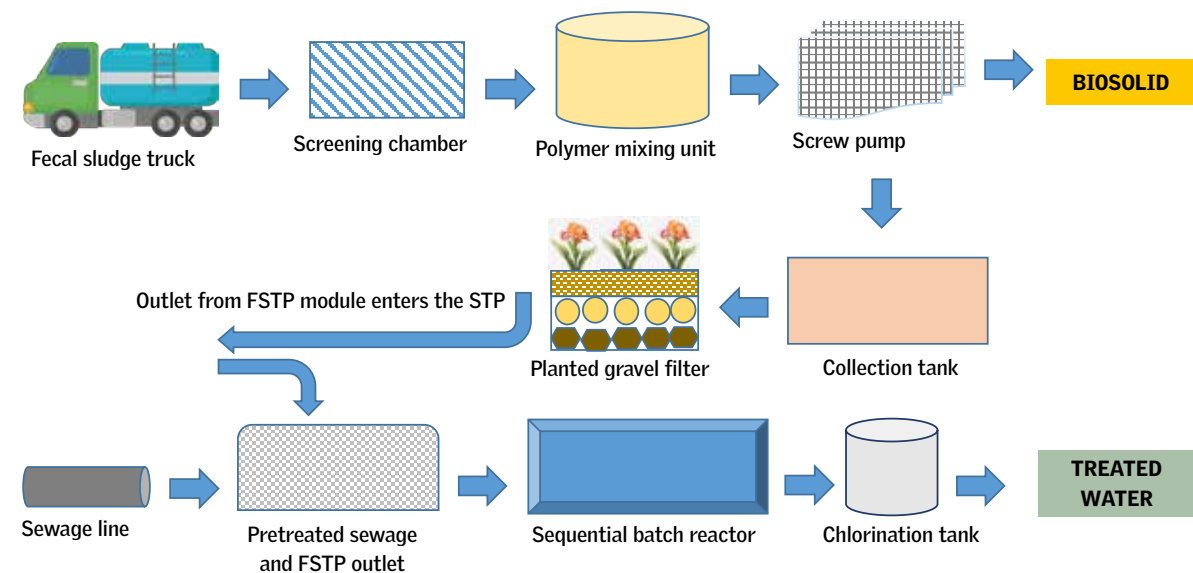 Fecal sludge truck
Screening chamber
Polymer mixing unit
Screw pump
BIOSOLID
Outlet from FSTP module enters the STP
Planted gravel filter
Collection tank
Sewage line
Pretreated sewage
and FSTP outlet
Sequential batch reactor
Chlorination tank
TREATED
WATER